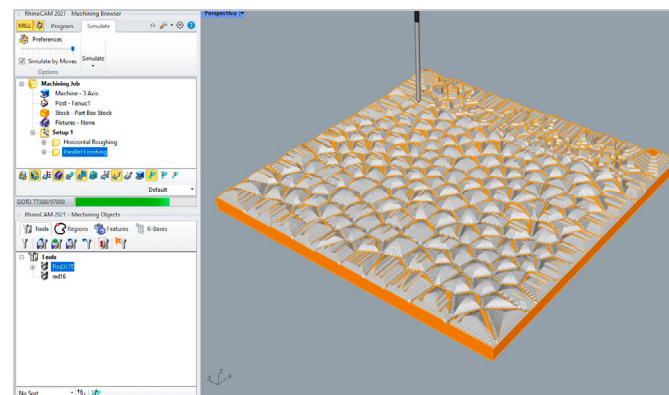 RhinoCAM 2021 - Machining Browser
MILL Program Simulate
Preferences
Simulate by Moves
Simulate
Options
Machining Job
Machine - 3 Axis
Post - Fanuc1
Stock - Part Box Stock
Fixtures - None
Setup 1
Horizontal Roughing
Parallel Finishing
Default
GOTO 77300/97090
RhinoCAM 2021 - Machining Objects
Tools Regions Features K-Bases
Tools
red16
No Sort
Perspectiva
z
y x